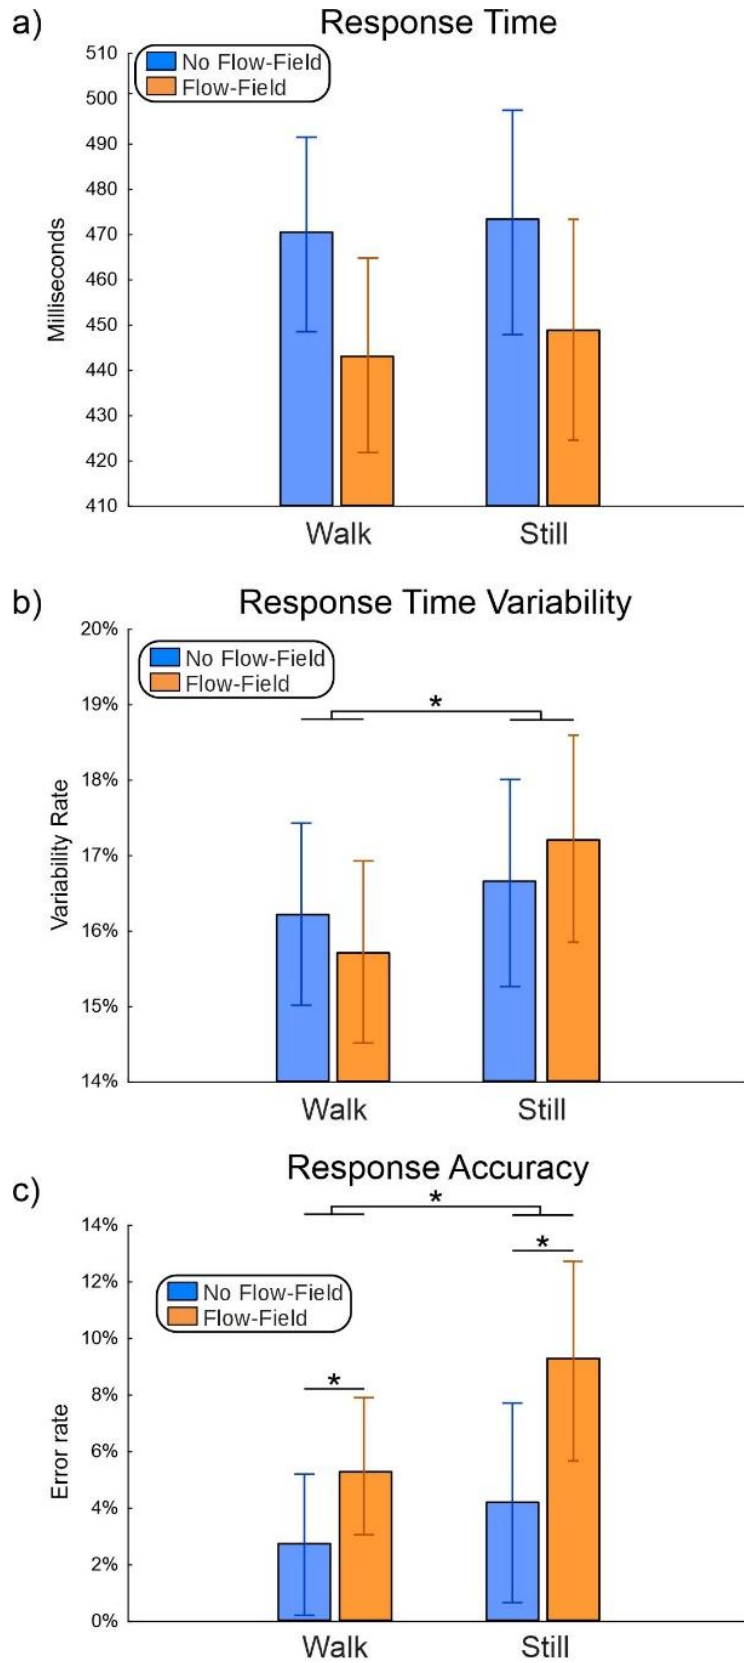 a)
Response Time
510
500
490
480
470
460
450
440
430
420
410
Milliseconds
No Flow-Field
Flow-Field
Walk
Still
b)
Response Time Variability
20%
19%
18%
17%
16%
15%
14%
Variability Rate
No Flow-Field
Flow-Field
*
Walk
Still
c)
Response Accuracy
14%
12%
10%
8%
6%
4%
2%
0%
Error rate
No Flow-Field
Flow-Field
*
*
*
Walk
Still